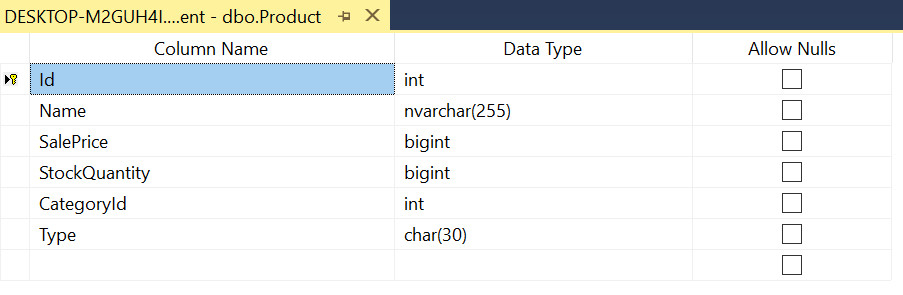 DESKTOP-M2GUH4I....ent - dbo.Product
Column Name Data Type Allow Nulls
Id int
Name nvarchar(255)
SalePrice bigint
StockQuantity bigint
CategoryId int
Type char(30)